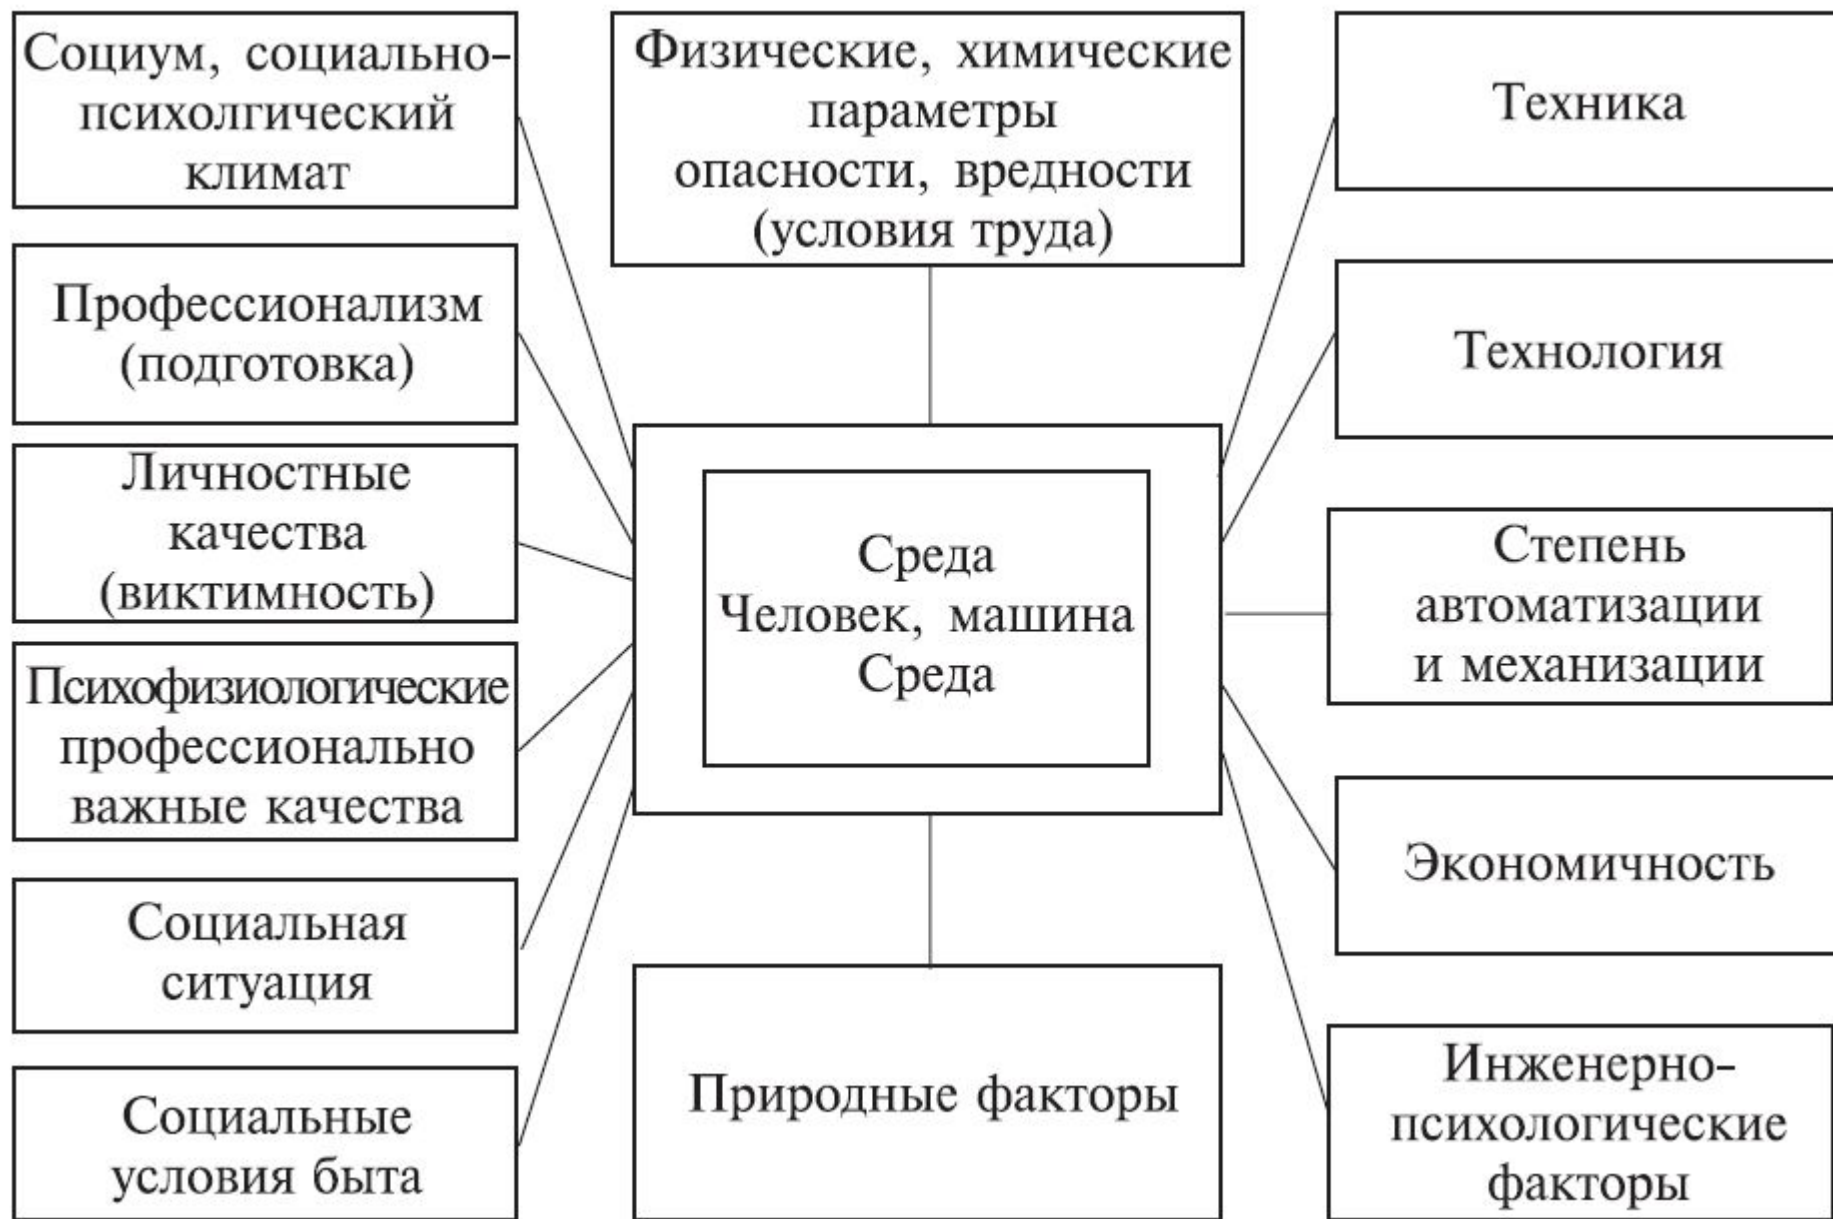 Социум, социально-
психолгический
климат
Профессионализм
(подготовка)
Личностные
качества
(виктимность)
Психофизиологические
профессионально
важные качества
Социальная
ситуация
Социальные
условия быта
Физические, химические
параметры
опасности, вредности
(условия труда)
Среда
Человек, машина
Среда
Природные факторы
Техника
Технология
Степень
автоматизации
и механизации
Экономичность
Инженерно-
психологические
факторы